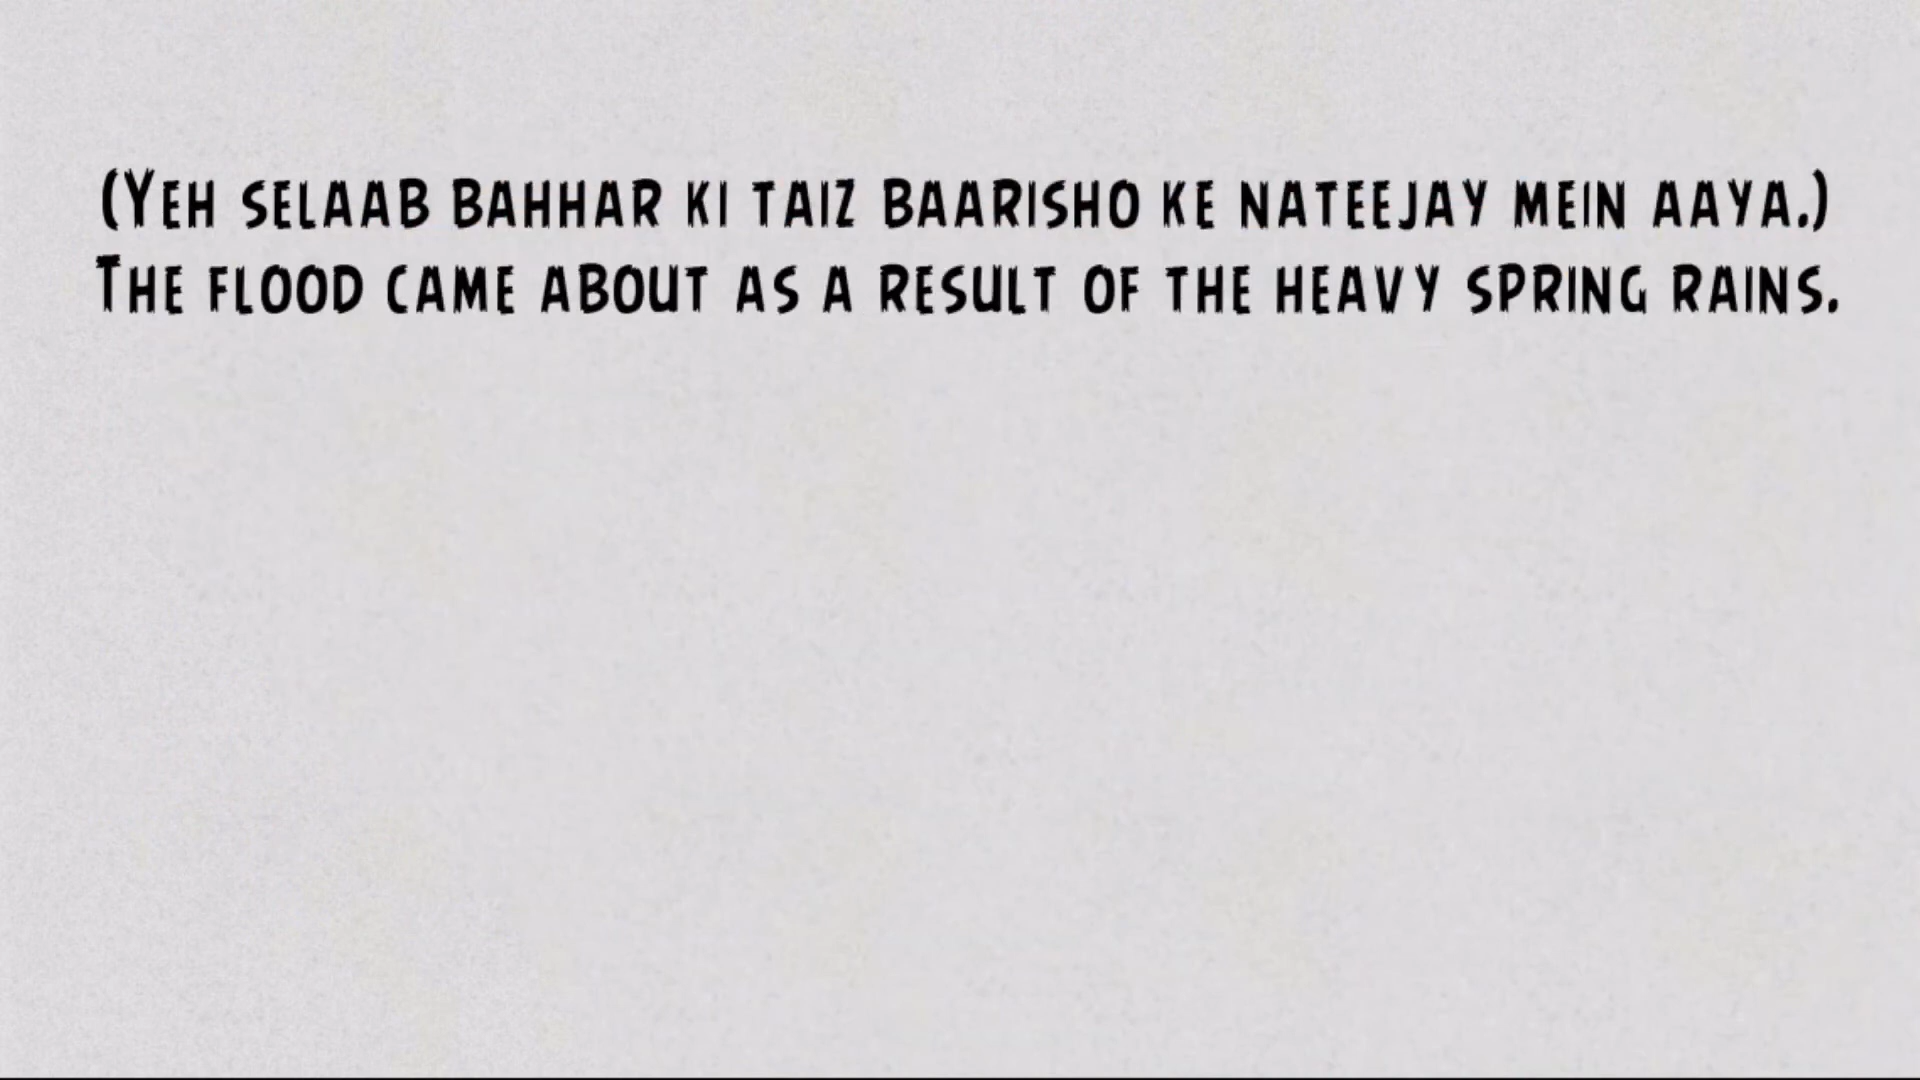 (Yeh selaab bahhar ki taiz baarisho ke nateejay mein aaya.)
The flood came about as a result of the heavy spring rains.